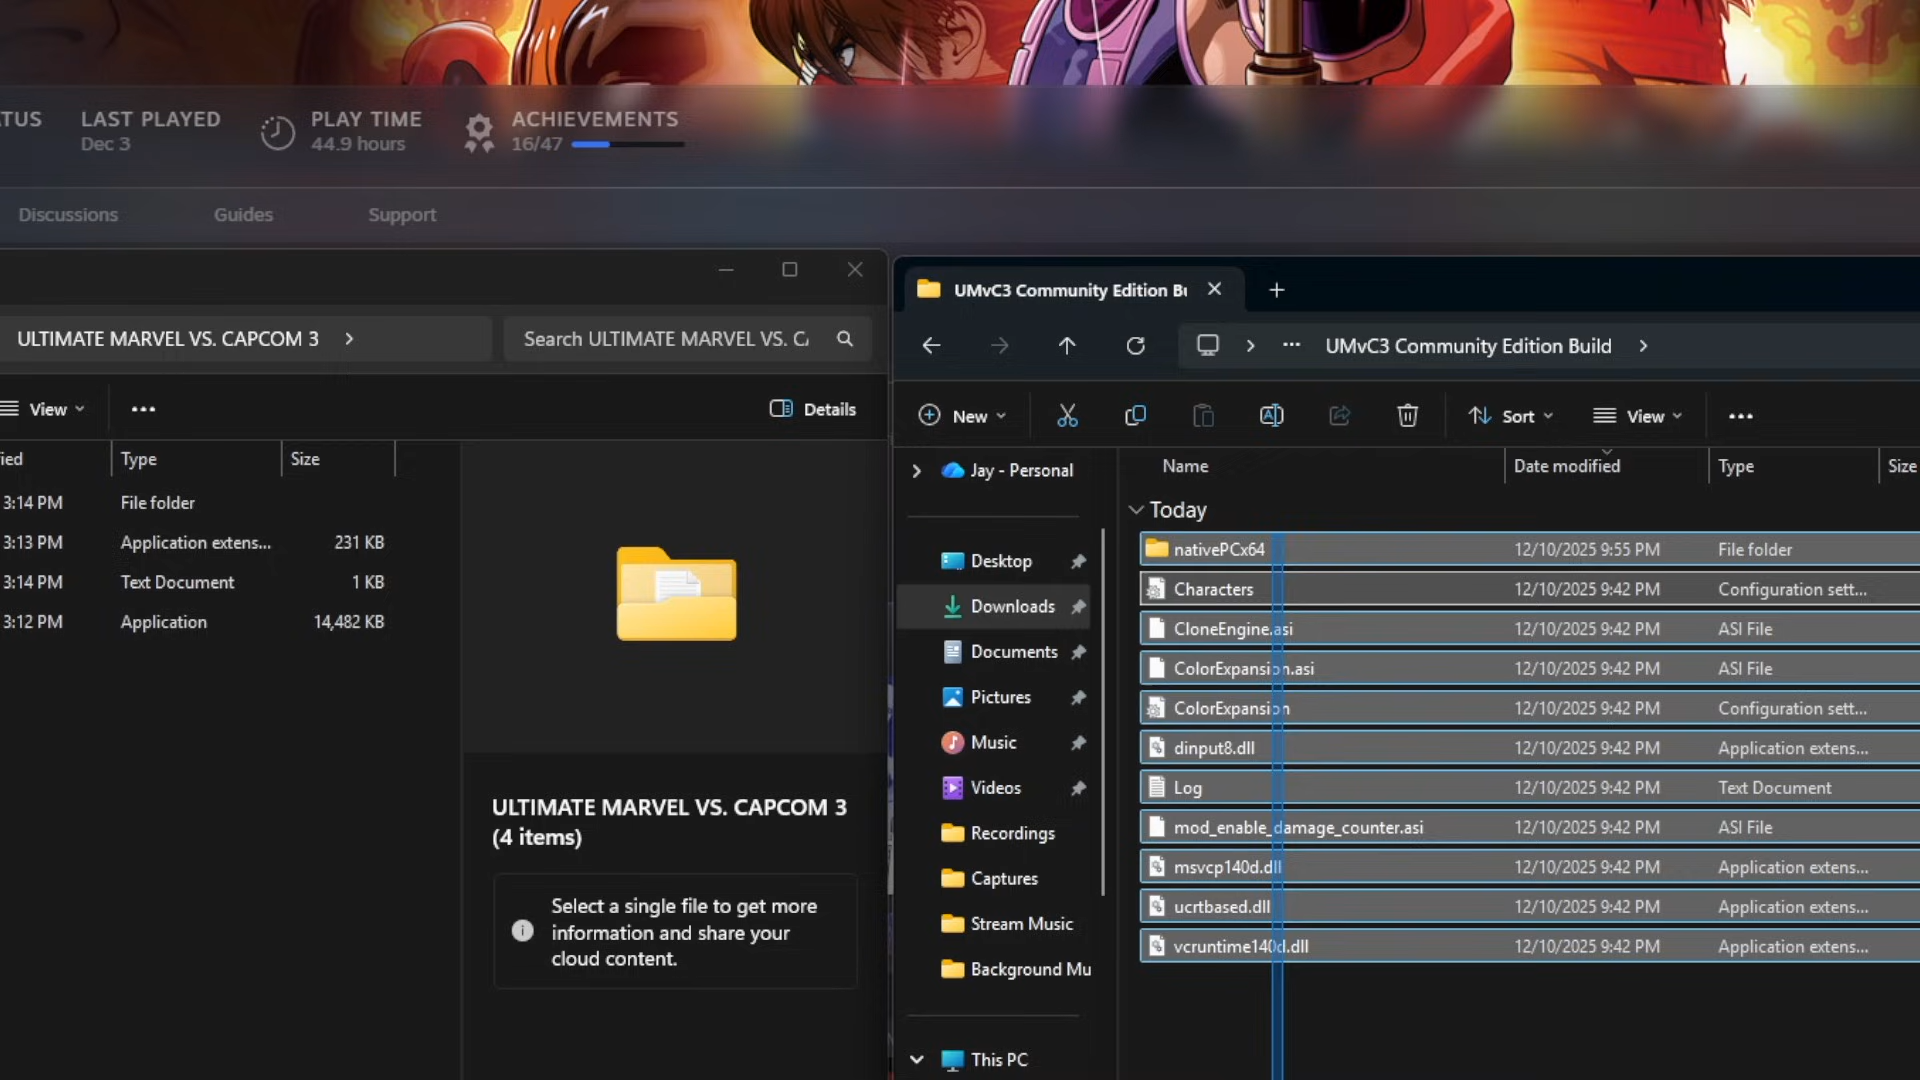 ATUS
LAST PLAYED
Dec 3
PLAY TIME
44.9 hours
ACHIEVEMENTS
16/47
Discussions
Guides
Support
ULTIMATE MARVEL VS. CAPCOM 3
Search ULTIMATE MARVEL VS. CA
View
Details
ied
Type
Size
3:14 PM
File folder
3:13 PM
Application extens...
231 KB
3:14 PM
Text Document
1 KB
3:12 PM
Application
14,482 KB
ULTIMATE MARVEL VS. CAPCOM 3
(4 items)
Select a single file to get more
information and share your
cloud content.
UMvC3 Community Edition Bu
UMvC3 Community Edition Build
New
Sort
View
Jay - Personal
Desktop
Downloads
Documents
Pictures
Music
Videos
Recordings
Captures
Stream Music
Background Mu
This PC
Name
Date modified
Type
Size
Today
nativePCx64
12/10/2025 9:55 PM
File folder
Characters
12/10/2025 9:42 PM
Configuration sett...
CloneEngine.asi
12/10/2025 9:42 PM
ASI File
ColorExpansion.asi
12/10/2025 9:42 PM
ASI File
ColorExpansion
12/10/2025 9:42 PM
Configuration sett...
dinput8.dll
12/10/2025 9:42 PM
Application extens...
Log
12/10/2025 9:42 PM
Text Document
mod_enable_damage_counter.asi
12/10/2025 9:42 PM
ASI File
msvcp140d.dll
12/10/2025 9:42 PM
Application extens...
ucrtbased.dll
12/10/2025 9:42 PM
Application extens...
vcruntime140d.dll
12/10/2025 9:42 PM
Application extens...